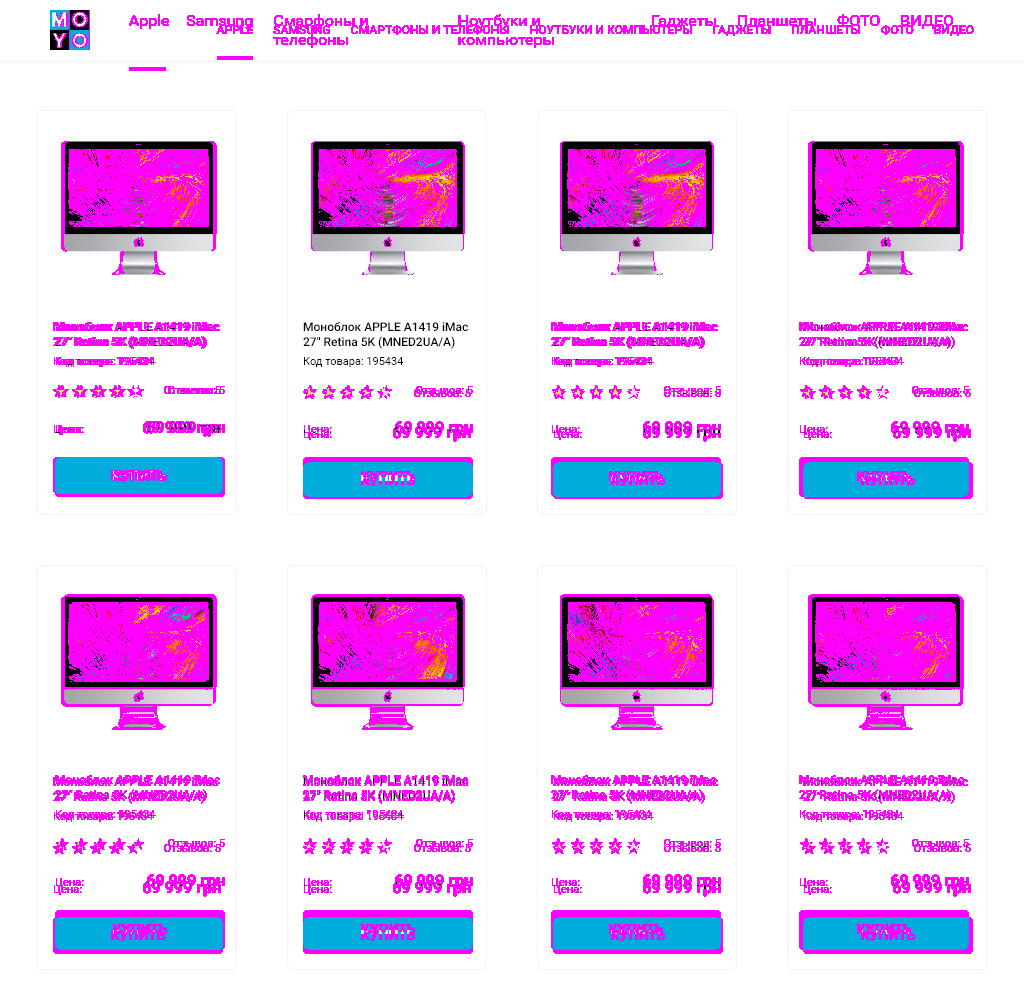 MO
YO
Apple Samsung Смартфоны и телефоны Ноутбуки и компьютеры Гаджеты Планшеты ФОТО ВИДЕО
APPLE SAMSUNG СМАРТФОНЫ И ТЕЛЕФОНЫ НОУТБУКИ И КОМПЬЮТЕРЫ ГАДЖЕТЫ ПЛАНШЕТЫ ФОТО ВИДЕО
Моноблок APPLE A1419 iMac
27" Retina 5K (MNED2UA/A)
Код товара: 195434
Отзывов: 5
Цена: 69 999 грн
КУПИТЬ
Моноблок APPLE A1419 iMac
27" Retina 5K (MNED2UA/A)
Код товара: 195434
Отзывов: 5
Цена: 69 999 грн
КУПИТЬ
Моноблок APPLE A1419 iMac
27" Retina 5K (MNED2UA/A)
Код товара: 195434
Отзывов: 5
Цена: 69 999 грн
КУПИТЬ
Моноблок APPLE A1419 iMac
27" Retina 5K (MNED2UA/A)
Код товара: 195434
Отзывов: 5
Цена: 69 999 грн
КУПИТЬ
Моноблок APPLE A1419 iMac
27" Retina 5K (MNED2UA/A)
Код товара: 195434
Отзывов: 5
Цена: 69 999 грн
КУПИТЬ
Моноблок APPLE A1419 iMac
27" Retina 5K (MNED2UA/A)
Код товара: 195434
Отзывов: 5
Цена: 69 999 грн
КУПИТЬ
Моноблок APPLE A1419 iMac
27" Retina 5K (MNED2UA/A)
Код товара: 195434
Отзывов: 5
Цена: 69 999 грн
КУПИТЬ
Моноблок APPLE A1419 iMac
27" Retina 5K (MNED2UA/A)
Код товара: 195434
Отзывов: 5
Цена: 69 999 грн
КУПИТЬ